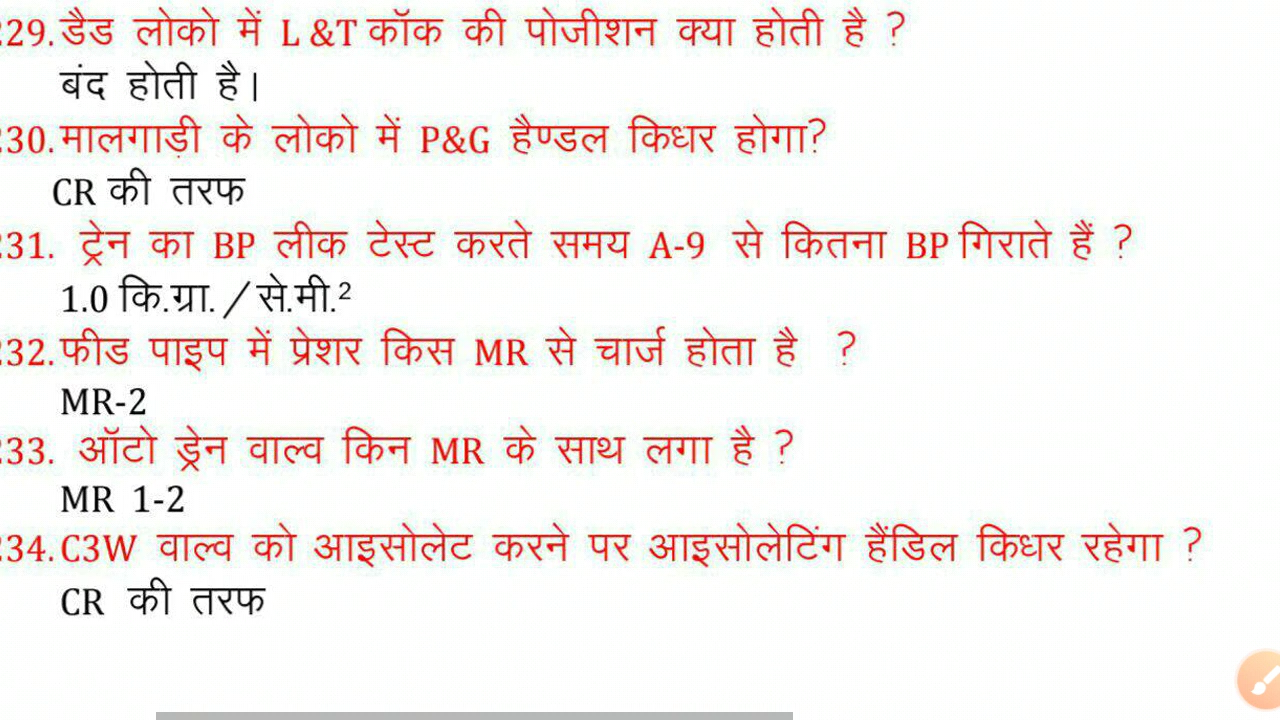 229. डैड लोको में L &T कॉक की पोजीशन क्या होती है ?
बंद होती है।
230. मालगाड़ी के लोको में P&G हैण्डल किधर होगा?
CR की तरफ
231. ट्रेन का BP लीक टेस्ट करते समय A-9 से कितना BP गिराते हैं ?
1.0 कि.ग्रा. / से.मी.²
232. फीड पाइप में प्रेशर किस MR से चार्ज होता है ?
MR-2
233. ऑटो ड्रेन वाल्व किन MR के साथ लगा है ?
MR 1-2
234. C3W वाल्व को आइसोलेट करने पर आइसोलेटिंग हैंडिल किधर रहेगा ?
CR की तरफ